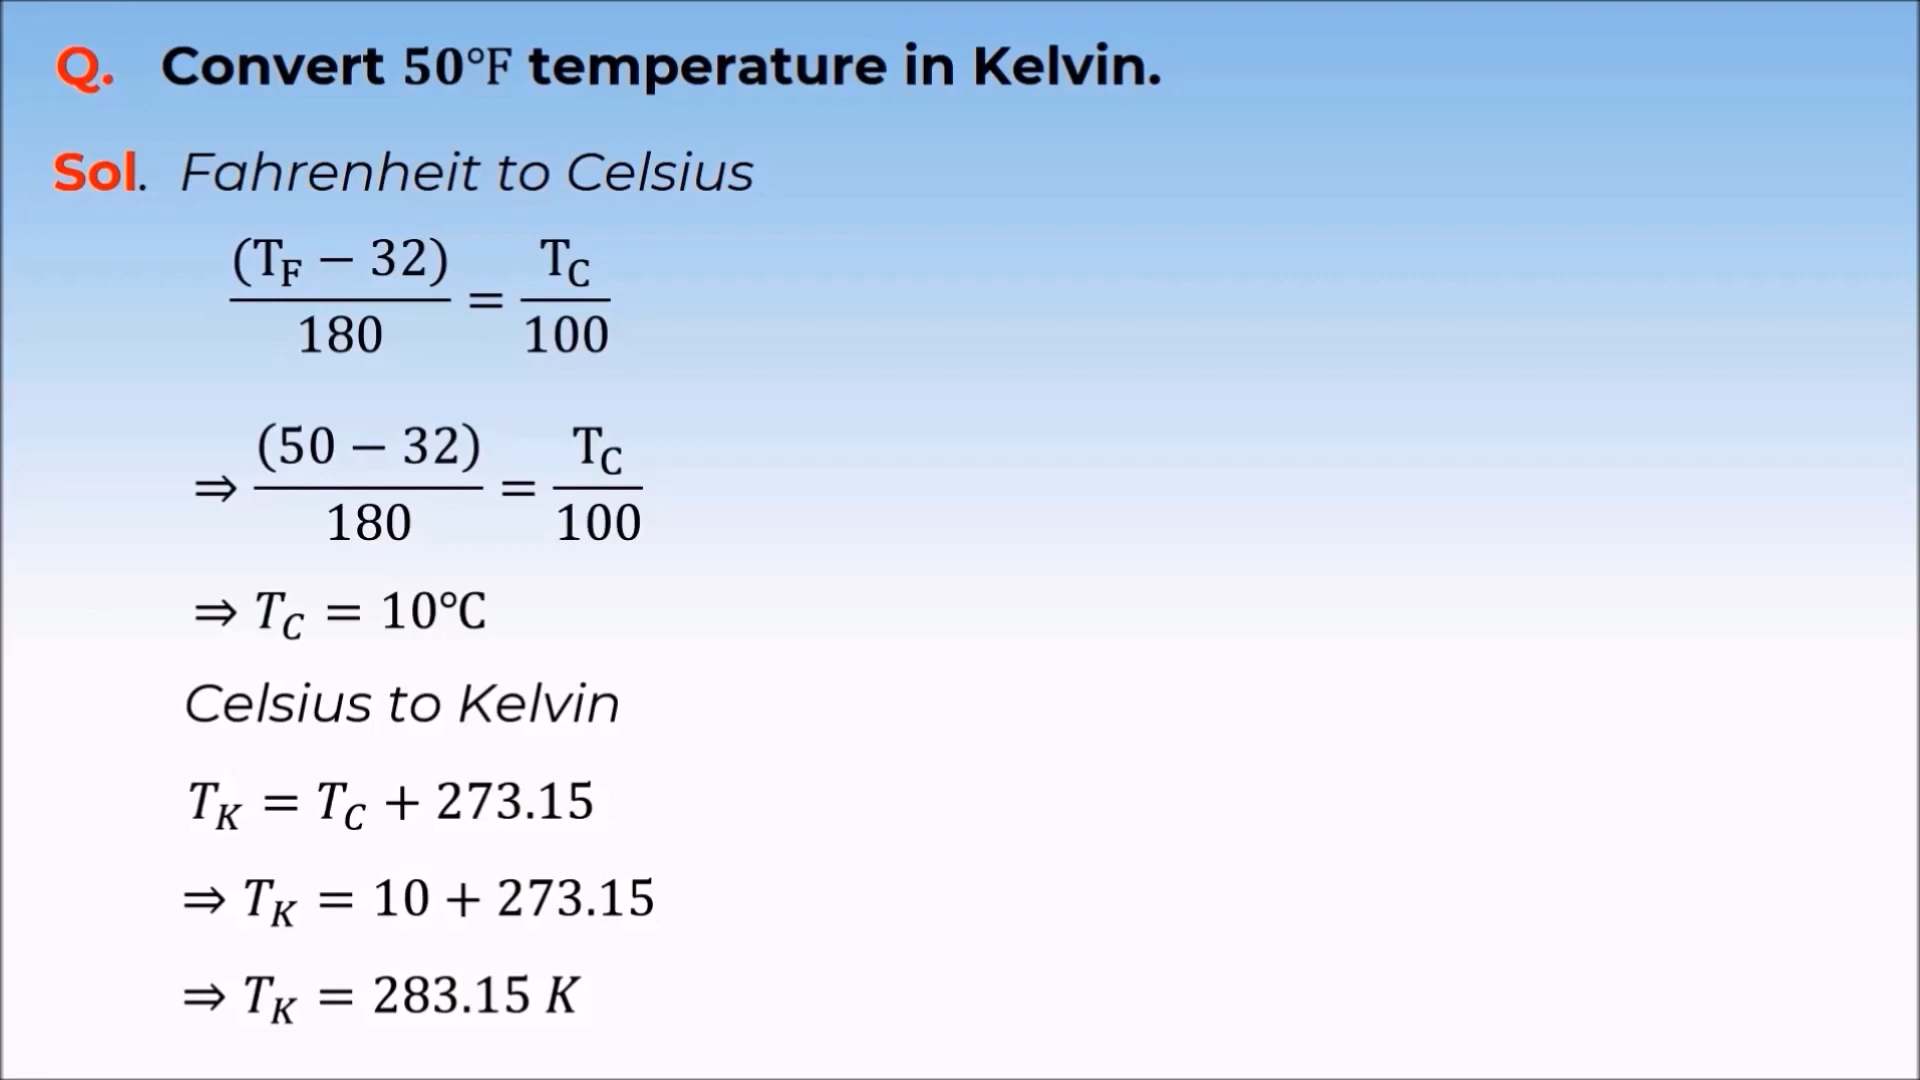 Q. Convert 50°F temperature in Kelvin.
Sol. Fahrenheit to Celsius
(T_F − 32)/180 = T_C/100
⇒ (50 − 32)/180 = T_C/100
⇒ T_C = 10°C
Celsius to Kelvin
T_K = T_C + 273.15
⇒ T_K = 10 + 273.15
⇒ T_K = 283.15 K